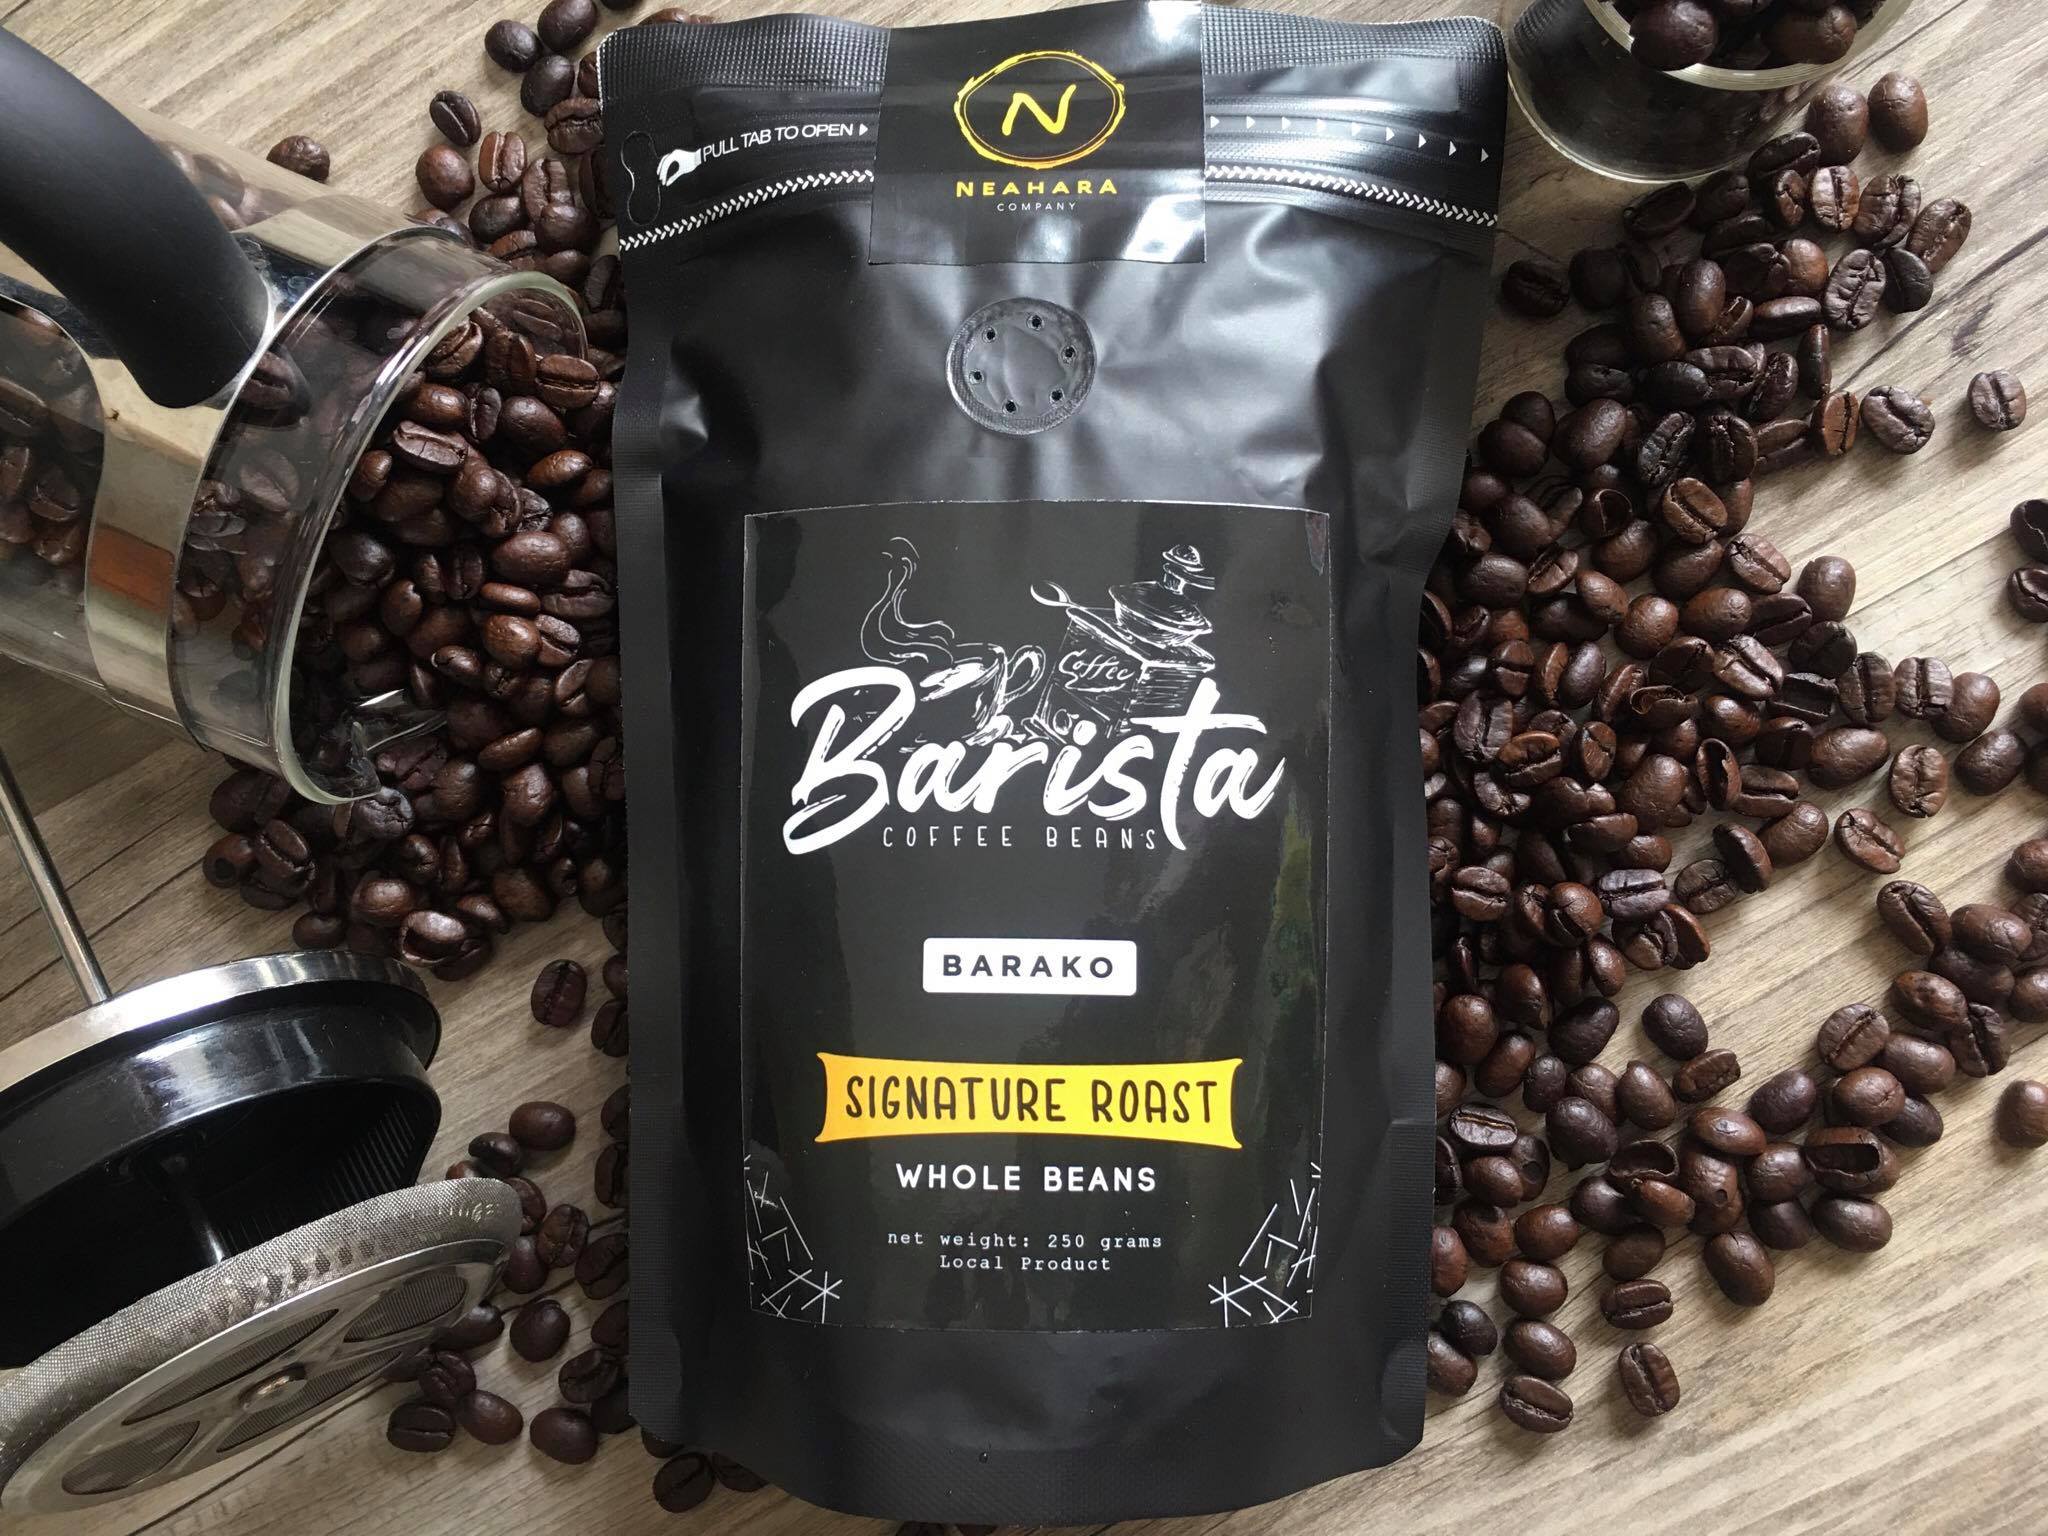 N
NEAHARA
COMPANY
PULL TAB TO OPEN
Coffee
Barista
COFFEE BEANS
BARAKO
SIGNATURE ROAST
WHOLE BEANS
net weight: 250 grams
Local Product